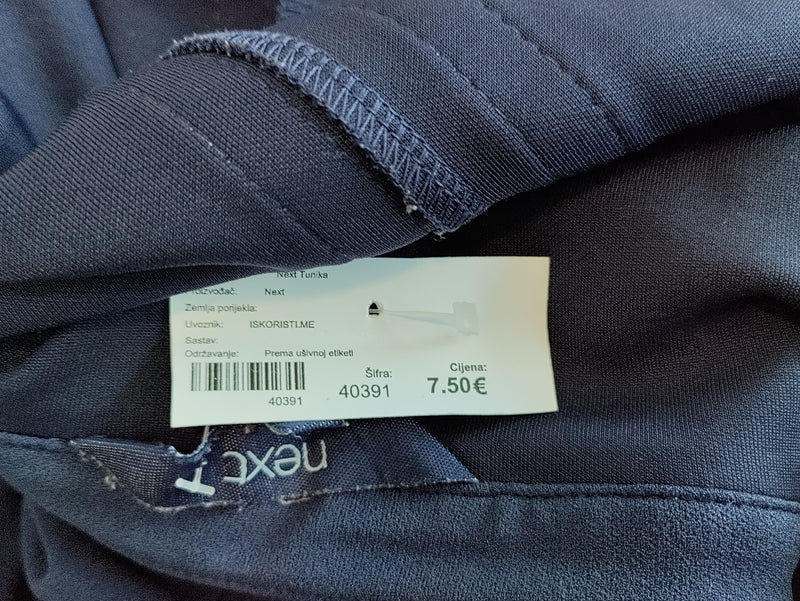 Next Tunika
Proizvođač: Next
Zemlja porijekla:
Uvoznik: ISKORISTI.ME
Sastav:
Održavanje: Prema ušivnoj etiketi
40391
Šifra:
40391
Cijena:
7.50€
next T